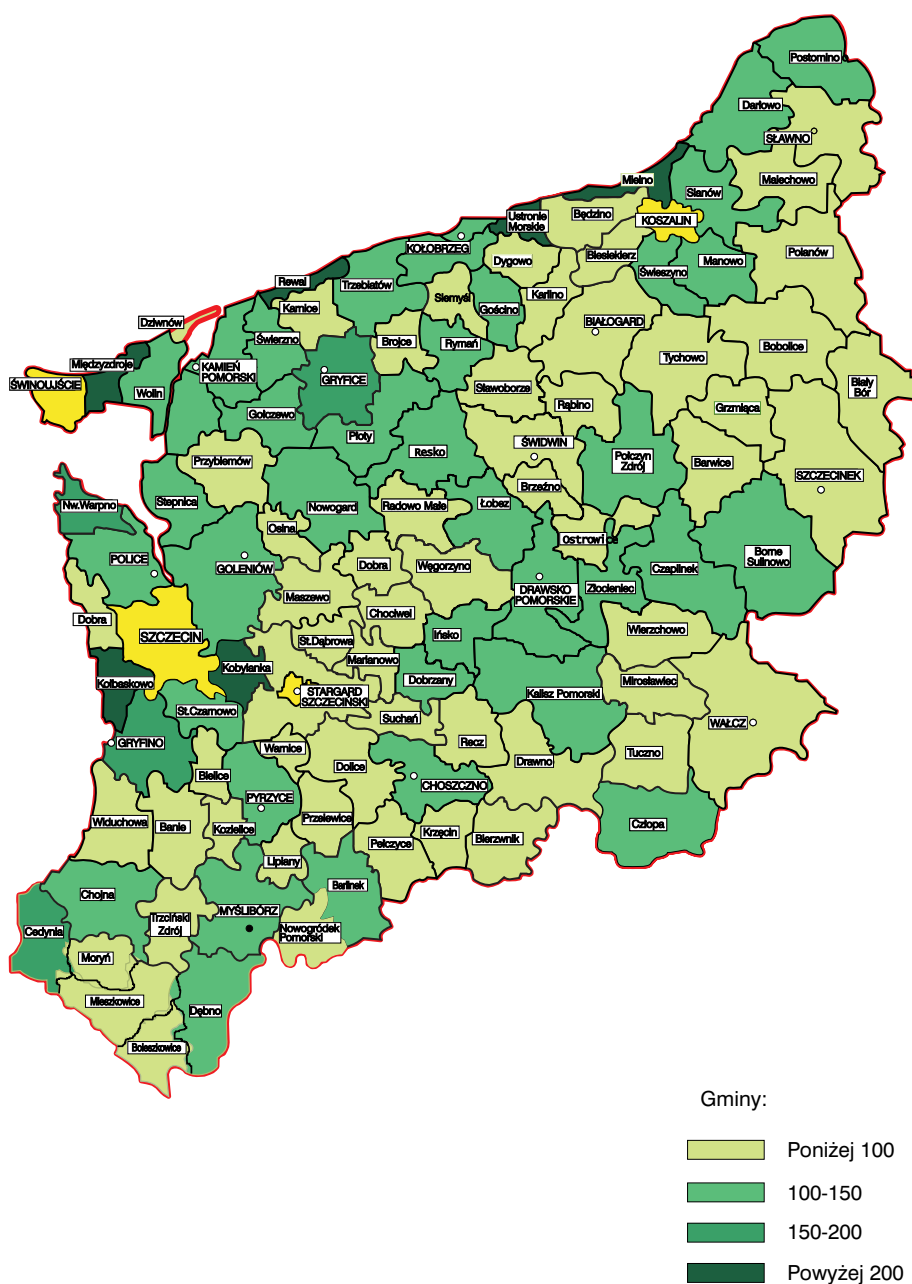 Postomino
Darłowo
SŁAWNO
Malechowo
Mielno
Sianów
Ustronie
Morskie
Będzino
KOSZALIN
KOŁOBRZEG
Polanów
Biesiekierz
Dygowo
Świeszyno
Manowo
Rewal
Trzebiatów
Siemyśl
Karlino
Karnice
Gościno
Dziwnów
BIAŁOGARD
Świerzno
Brojce
Rymań
Bobolice
Tychowo
Międzyzdroje
KAMIEŃ
POMORSKI
GRYFICE
Biały
Bór
ŚWINOUJŚCIE
Wolin
Sławoborze
Rąbino
Grzmiąca
Golczewo
Płoty
Resko
ŚWIDWIN
Połczyn
Zdrój
Barwice
Przybiernów
SZCZECINEK
Brzeźno
Stepnica
Nw.Warpno
Nowogard
Radowo Małe
Łobez
Osina
Ostrowice
POLICE
GOLENIÓW
Dobra
Węgorzyno
Borne
Sulinowo
Czaplinek
DRAWSKO
POMORSKIE
Złocieniec
Maszewo
Chociwel
Dobra
SZCZECIN
St.Dąbrowa
Ińsko
Wierzchowo
Kobylanka
Marianowo
Kołbaskowo
Dobrzany
Mirosławiec
STARGARD
SZCZECIŃSKI
Kalisz Pomorski
St.Czarnowo
Suchań
WAŁCZ
GRYFINO
Warnice
Recz
Tuczno
Dolice
Drawno
Bielice
CHOSZCZNO
PYRZYCE
Widuchowa
Banie
Kozielice
Przelewice
Człopa
Krzęcin
Pełczyce
Bierzwnik
Lipiany
Barlinek
Chojna
Trzciński
Zdrój
MYŚLIBÓRZ
Cedynia
Nowogródek
Pomorski
Moryń
Mieszkowice
Dębno
Boleszkowice
Gminy:
Poniżej 100
100-150
150-200
Powyżej 200